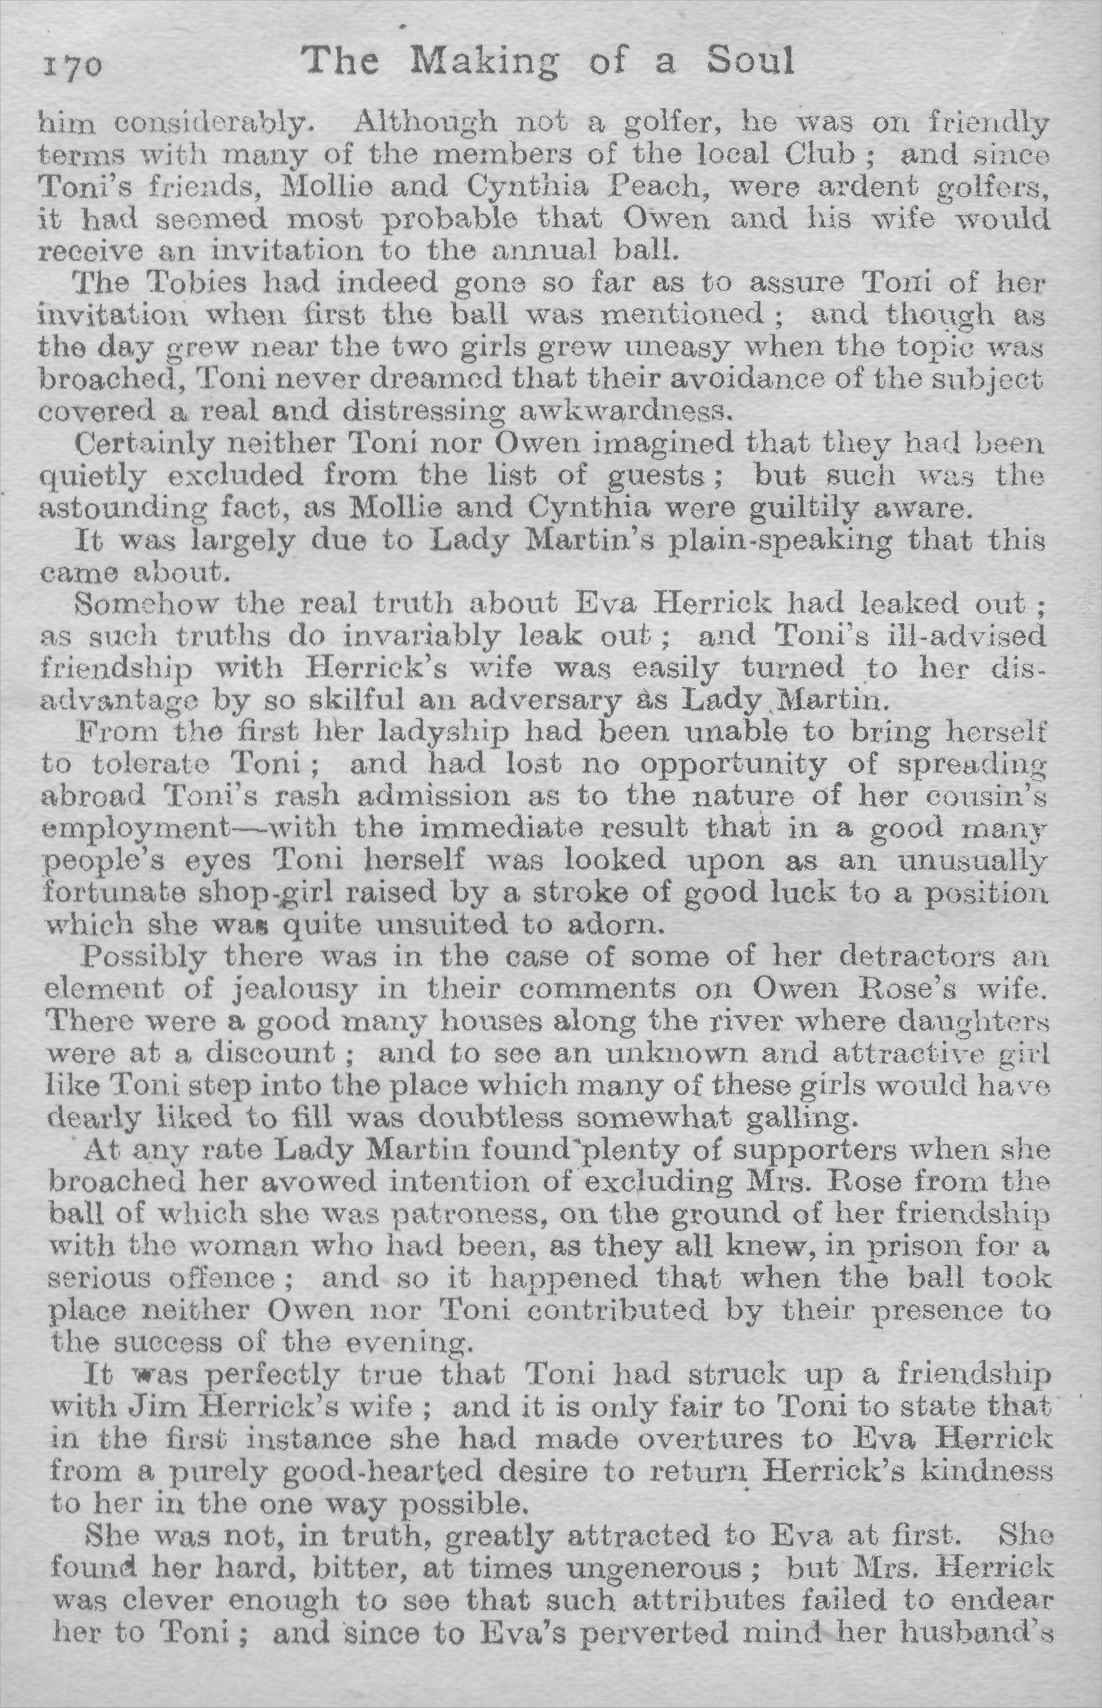 170 The Making of a Soul
him considerably. Although not a golfer, he was on friendly
terms with many of the members of the local Club ; and since
Toni's friends, Mollie and Cynthia Peach, were ardent golfers,
it had seemed most probable that Owen and his wife would
receive an invitation to the annual ball.
The Tobies had indeed gone so far as to assure Toni of her
invitation when first the ball was mentioned ; and though as
the day grew near the two girls grew uneasy when the topic was
broached, Toni never dreamed that their avoidance of the subject
covered a real and distressing awkwardness.
Certainly neither Toni nor Owen imagined that they had been
quietly excluded from the list of guests ; but such was the
astounding fact, as Mollie and Cynthia were guiltily aware.
It was largely due to Lady Martin's plain-speaking that this
came about.
Somehow the real truth about Eva Herrick had leaked out ;
as such truths do invariably leak out ; and Toni's ill-advised
friendship with Herrick's wife was easily turned to her dis-
advantage by so skilful an adversary as Lady Martin.
From the first her ladyship had been unable to bring herself
to tolerate Toni ; and had lost no opportunity of spreading
abroad Toni's rash admission as to the nature of her cousin's
employment—with the immediate result that in a good many
people's eyes Toni herself was looked upon as an unusually
fortunate shop-girl raised by a stroke of good luck to a position
which she was quite unsuited to adorn.
Possibly there was in the case of some of her detractors an
element of jealousy in their comments on Owen Rose's wife.
There were a good many houses along the river where daughters
were at a discount ; and to see an unknown and attractive girl
like Toni step into the place which many of these girls would have
dearly liked to fill was doubtless somewhat galling.
At any rate Lady Martin found plenty of supporters when she
broached her avowed intention of excluding Mrs. Rose from the
ball of which she was patroness, on the ground of her friendship
with the woman who had been, as they all knew, in prison for a
serious offence ; and so it happened that when the ball took
place neither Owen nor Toni contributed by their presence to
the success of the evening.
It was perfectly true that Toni had struck up a friendship
with Jim Herrick's wife ; and it is only fair to Toni to state that
in the first instance she had made overtures to Eva Herrick
from a purely good-hearted desire to return Herrick's kindness
to her in the one way possible.
She was not, in truth, greatly attracted to Eva at first. She
found her hard, bitter, at times ungenerous ; but Mrs. Herrick
was clever enough to see that such attributes failed to endear
her to Toni ; and since to Eva's perverted mind her husband's